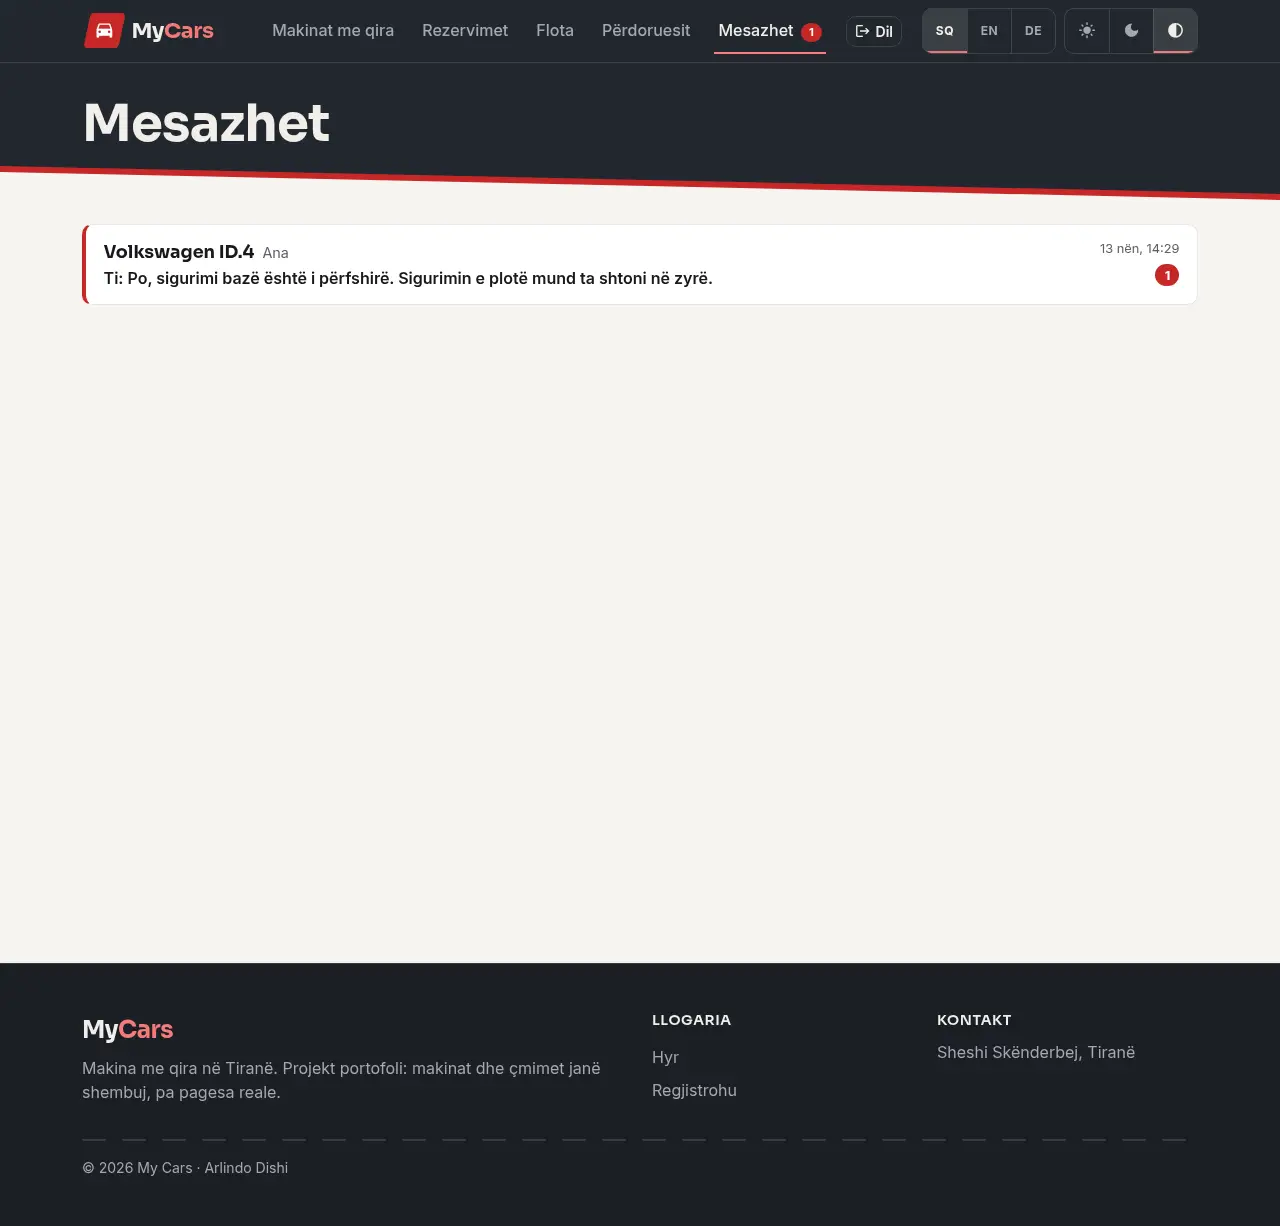 MyCars
Makinat me qira
Rezervimet
Flota
Përdoruesit
Mesazhet 1
Dil
SQ
EN
DE
Mesazhet
Volkswagen ID.4 Ana
13 nën, 14:29
Ti: Po, sigurimi bazë është i përfshirë. Sigurimin e plotë mund ta shtoni në zyrë.
1
MyCars
Makina me qira në Tiranë. Projekt portofoli: makinat dhe çmimet janë
shembuj, pa pagesa reale.
LLOGARIA
Hyr
Regjistrohu
KONTAKT
Sheshi Skënderbej, Tiranë
© 2026 My Cars · Arlindo Dishi